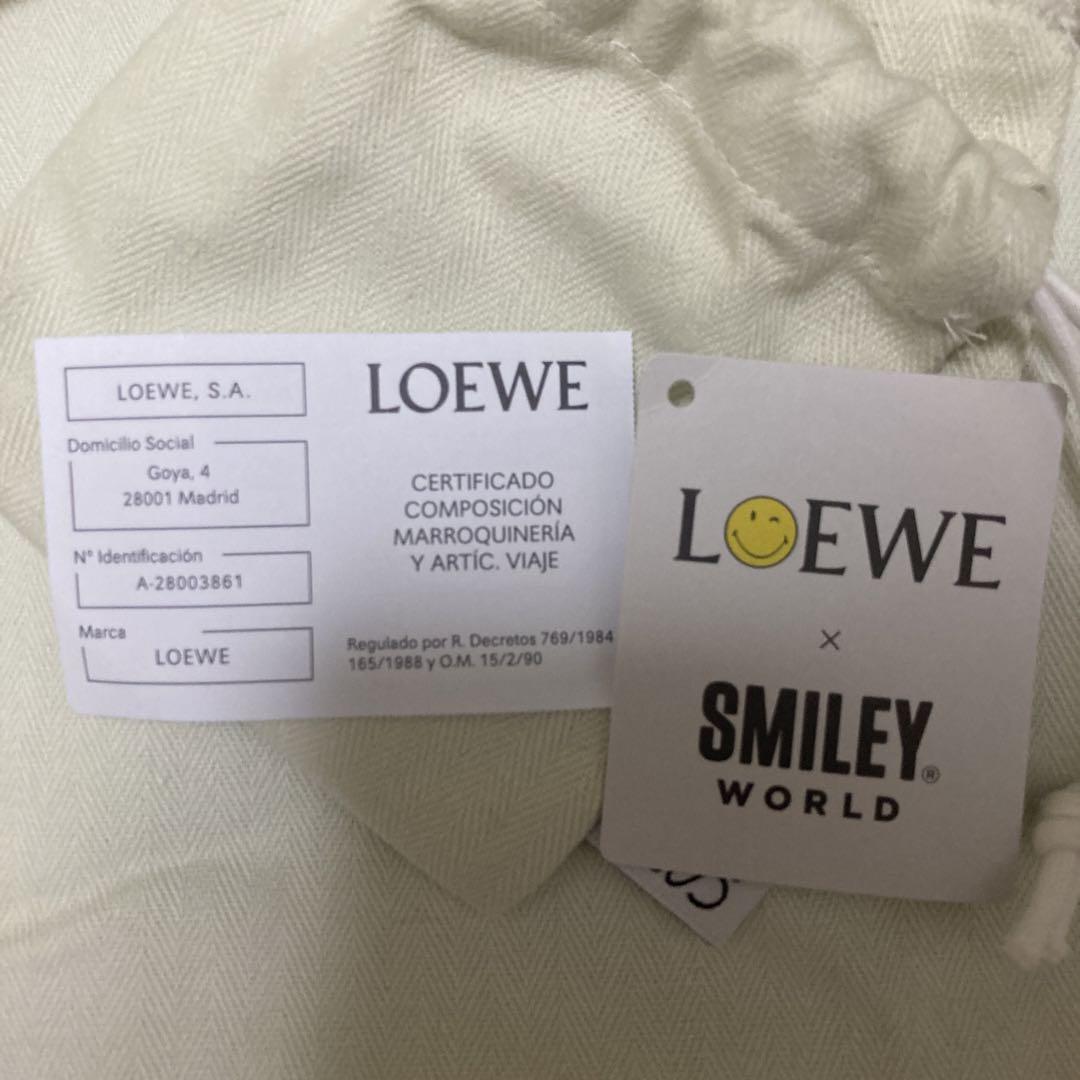 LOEWE, S.A.
Domicilio Social
Goya, 4
28001 Madrid
N° Identificación
A-28003861
Marca
LOEWE
LOEWE
CERTIFICADO
COMPOSICIÓN
MARROQUINERÍA
Y ARTÍC. VIAJE
Regulado por R. Decretos 769/1984
165/1988 y O.M. 15/2/90
LOEWE
×
SMILEY®
WORLD